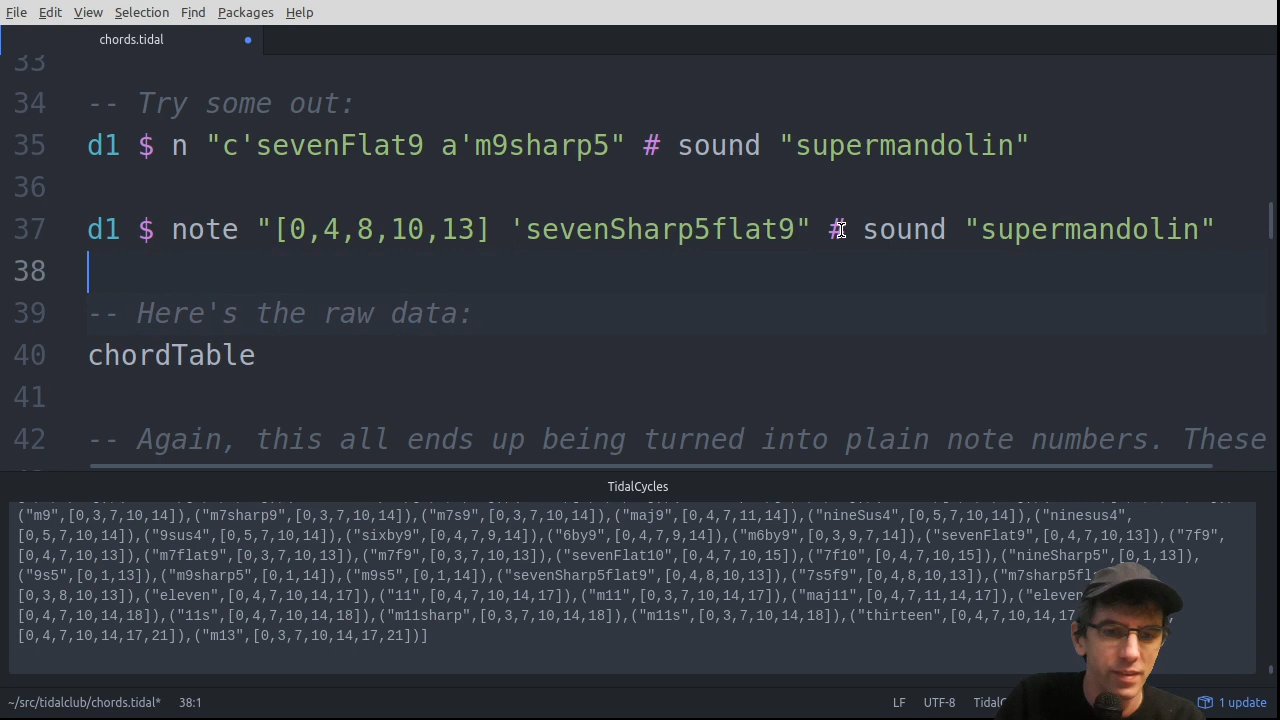 File Edit View Selection Find Packages Help
chords.tidal
33
34 -- Try some out:
35 d1 $ n "c'sevenFlat9 a'm9sharp5" # sound "supermandolin"
36
37 d1 $ note "[0,4,8,10,13] 'sevenSharp5flat9" # sound "supermandolin"
38
39 -- Here's the raw data:
40 chordTable
41
42 -- Again, this all ends up being turned into plain note numbers. These
TidalCycles
("m9",[0,3,7,10,14]),("m7sharp9",[0,3,7,10,14]),("m7s9",[0,3,7,10,14]),("maj9",[0,4,7,11,14]),("nineSus4",[0,5,7,10,14]),("ninesus4",
[0,5,7,10,14]),("9sus4",[0,5,7,10,14]),("sixby9",[0,4,7,9,14]),("6by9",[0,4,7,9,14]),("m6by9",[0,3,9,7,14]),("sevenFlat9",[0,4,7,10,13]),("7f9",
[0,4,7,10,13]),("m7flat9",[0,3,7,10,13]),("m7f9",[0,3,7,10,13]),("sevenFlat10",[0,4,7,10,15]),("7f10",[0,4,7,10,15]),("nineSharp5",[0,1,13]),
("9s5",[0,1,13]),("m9sharp5",[0,1,14]),("m9s5",[0,1,14]),("sevenSharp5flat9",[0,4,8,10,13]),("7s5f9",[0,4,8,10,13]),("m7sharp5fl
[0,3,8,10,13]),("eleven",[0,4,7,10,14,17]),("11",[0,4,7,10,14,17]),("m11",[0,3,7,10,14,17]),("maj11",[0,4,7,11,14,17]),("eleven
[0,4,7,10,14,18]),("11s",[0,4,7,10,14,18]),("m11sharp",[0,3,7,10,14,18]),("m11s",[0,3,7,10,14,18]),("thirteen",[0,4,7,10,14,17
[0,4,7,10,14,17,21]),("m13",[0,3,7,10,14,17,21])]
~/src/tidalclub/chords.tidal* 38:1 LF UTF-8 TidalC 1 update